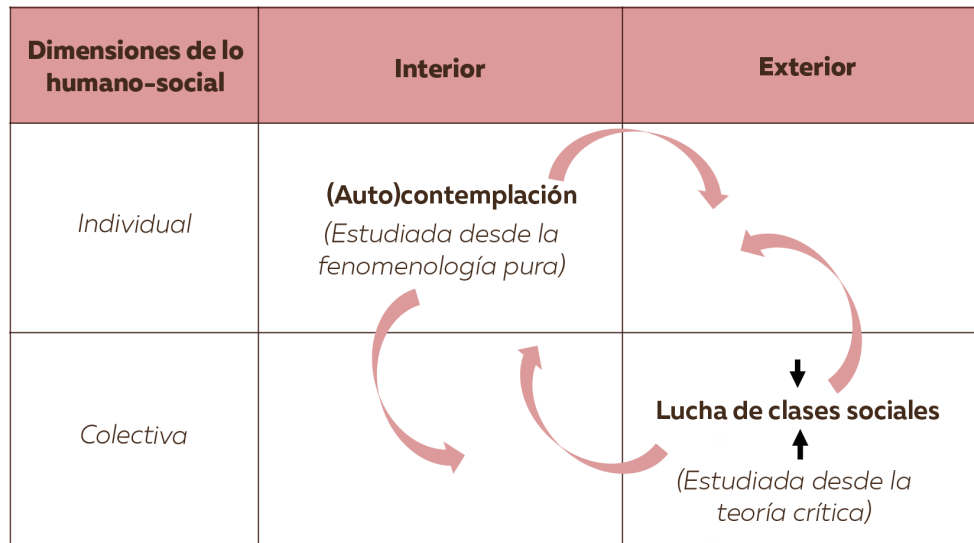 Dimensiones de lo
humano-social
Interior
Exterior
Individual
(Auto)contemplación
(Estudiada desde la
fenomenología pura)
Colectiva
Lucha de clases sociales
(Estudiada desde la
teoría crítica)